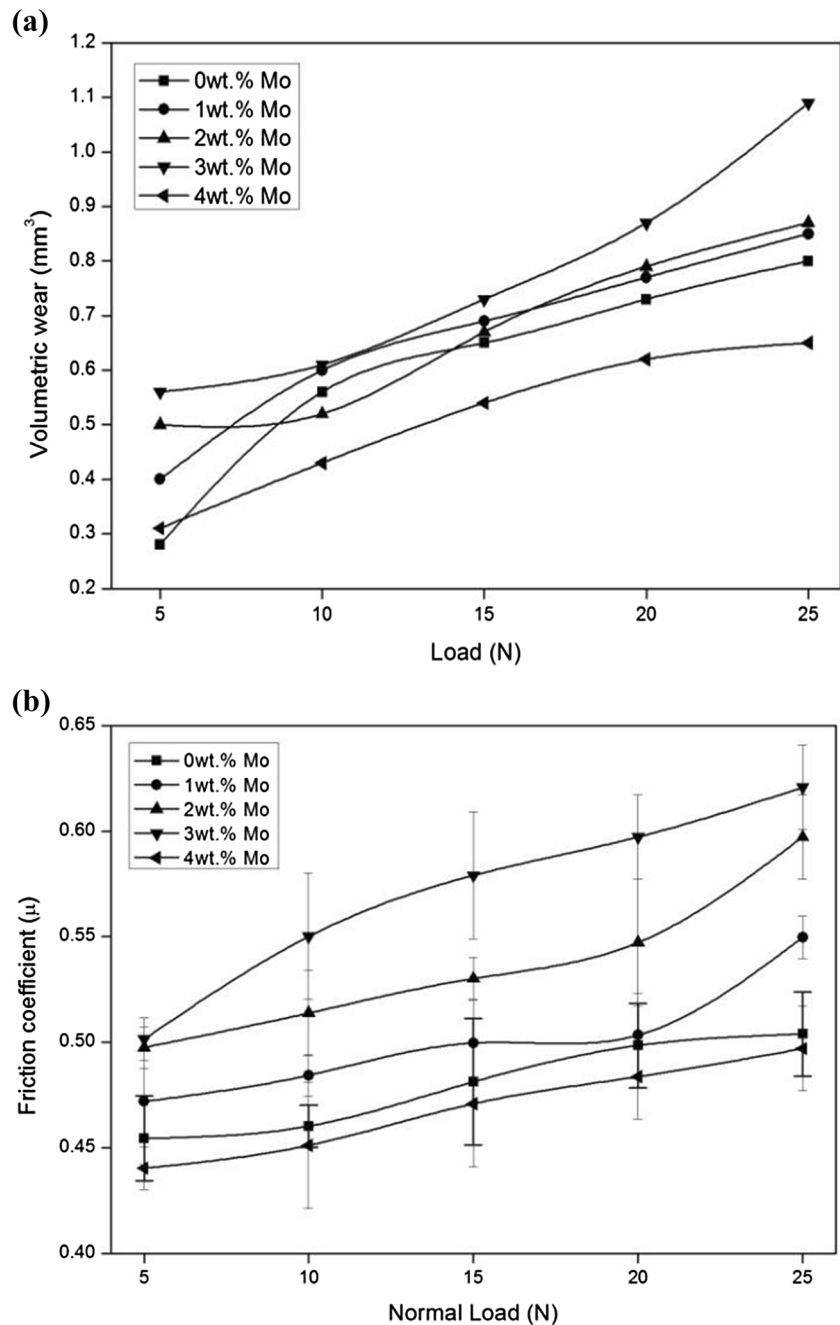 (a)
1.2
1.1
1.0
0.9
0.8
0.7
0.6
0.5
0.4
0.3
0.2
Volumetric wear (mm³)
0wt.% Mo
1wt.% Mo
2wt.% Mo
3wt.% Mo
4wt.% Mo
5 10 15 20 25
Load (N)
(b)
0.65
0.60
0.55
0.50
0.45
0.40
Friction coefficient (μ)
0wt.% Mo
1wt.% Mo
2wt.% Mo
3wt.% Mo
4wt.% Mo
5 10 15 20 25
Normal Load (N)